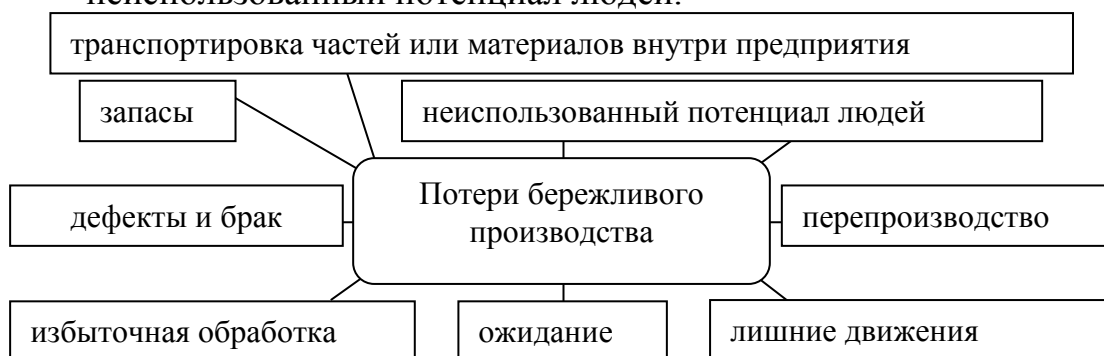 неиспользованный потенциал людей.
транспортировка частей или материалов внутри предприятия
запасы
неиспользованный потенциал людей
Потери бережливого
производства
дефекты и брак
перепроизводство
избыточная обработка
ожидание
лишние движения